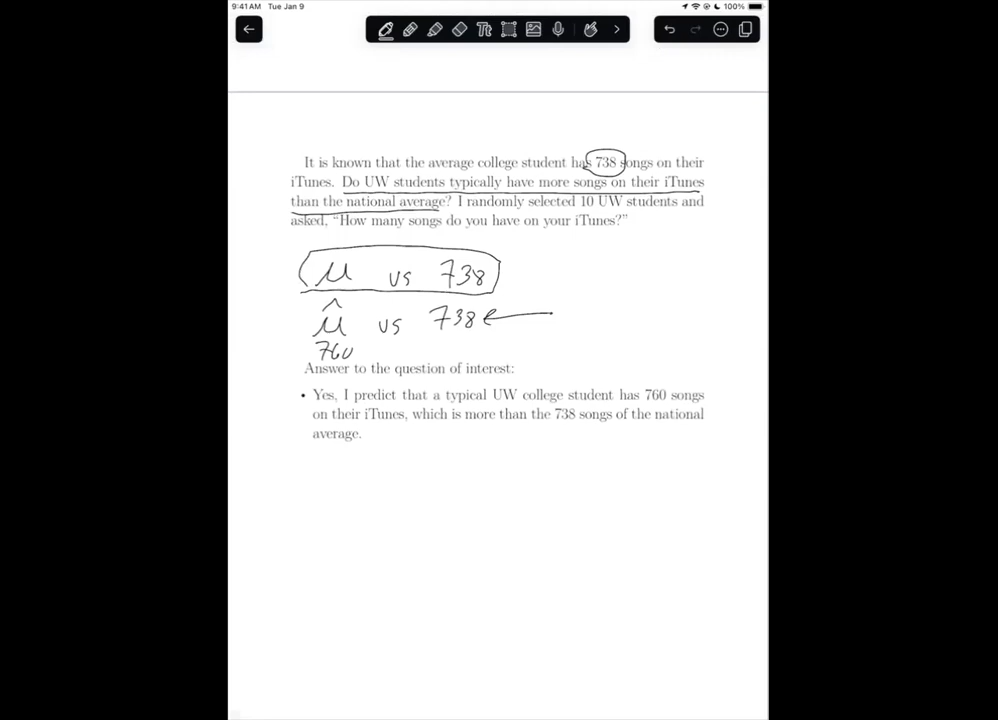 9:41 AM Tue Jan 9
100%
Tt
It is known that the average college student has 738 songs on their
iTunes. Do UW students typically have more songs on their iTunes
than the national average? I randomly selected 10 UW students and
asked, “How many songs do you have on your iTunes?”
μ vs 738
μ̂ vs 738
760
Answer to the question of interest:
• Yes, I predict that a typical UW college student has 760 songs
on their iTunes, which is more than the 738 songs of the national
average.